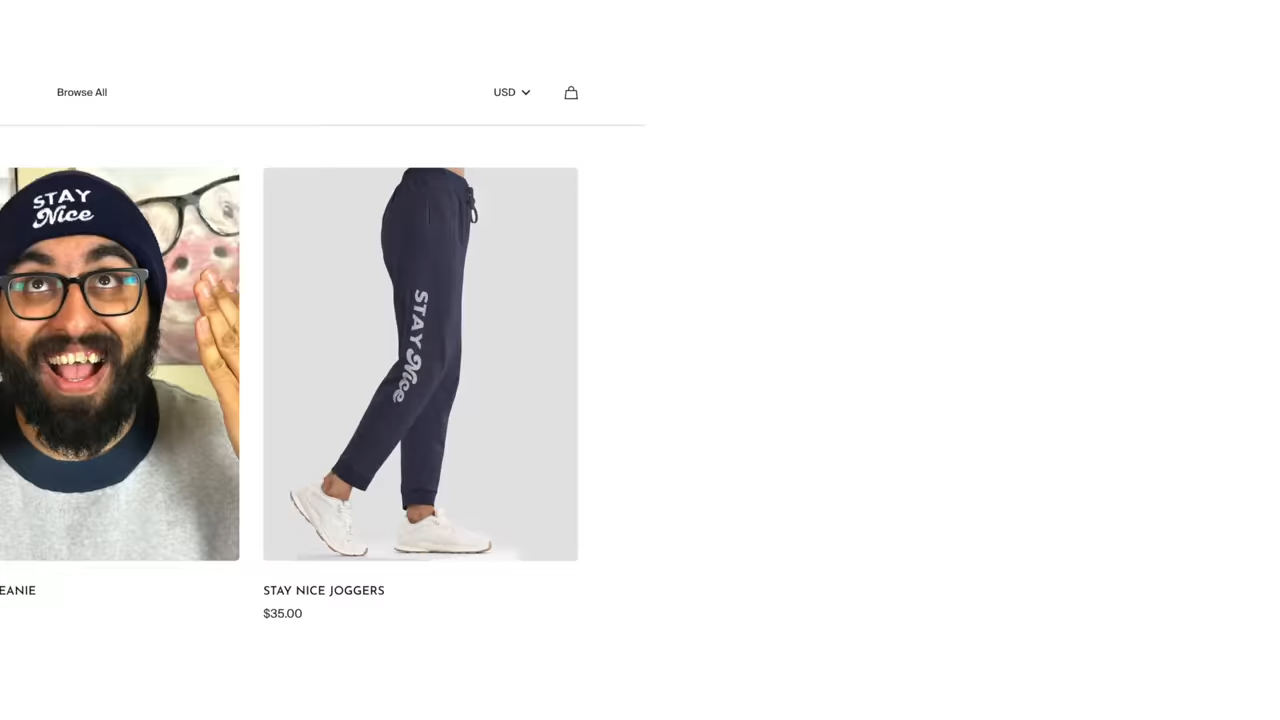 Browse All
USD
STAY
Nice
STAY Nice
EANIE
STAY NICE JOGGERS
$35.00